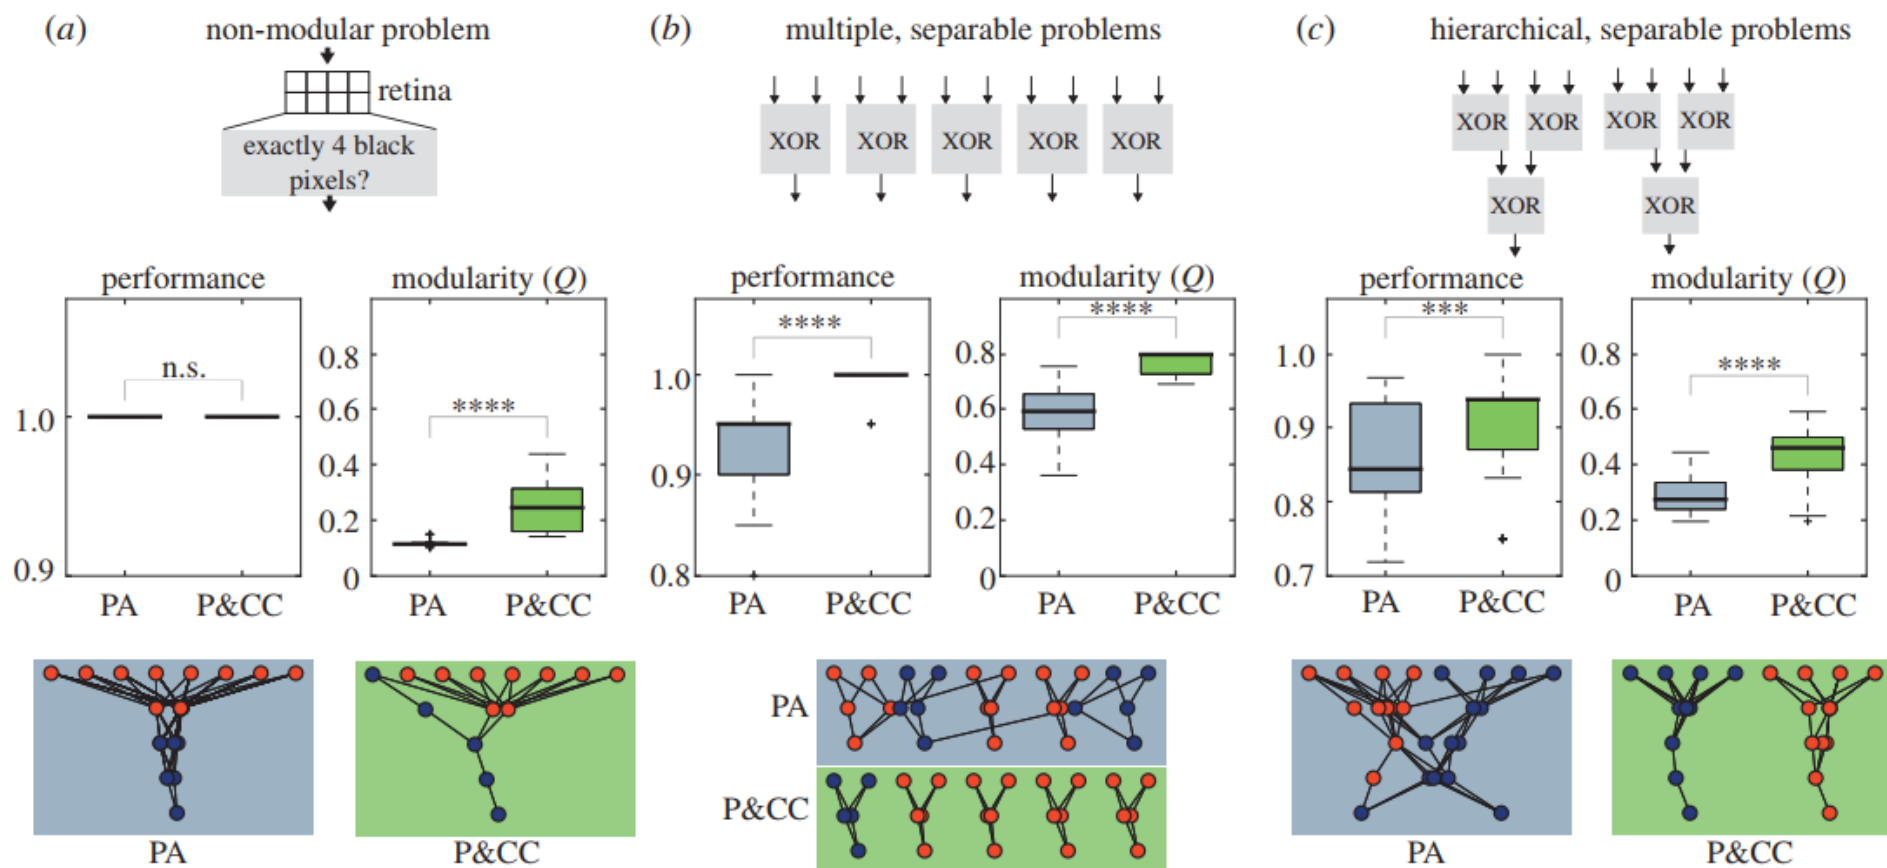 (a) non-modular problem
retina
exactly 4 black
pixels?
performance
n.s.
1.0
0.9
PA P&CC
modularity (Q)
****
0.8
0.6
0.4
0.2
0
PA P&CC
PA
P&CC
(b) multiple, separable problems
XOR XOR XOR XOR XOR
performance
****
1.0
0.9
0.8
PA P&CC
modularity (Q)
****
0.8
0.6
0.4
0.2
0
PA P&CC
PA
P&CC
(c) hierarchical, separable problems
XOR XOR XOR XOR
XOR XOR
performance
***
1.0
0.9
0.8
0.7
PA P&CC
modularity (Q)
****
0.8
0.6
0.4
0.2
0
PA P&CC
PA
P&CC